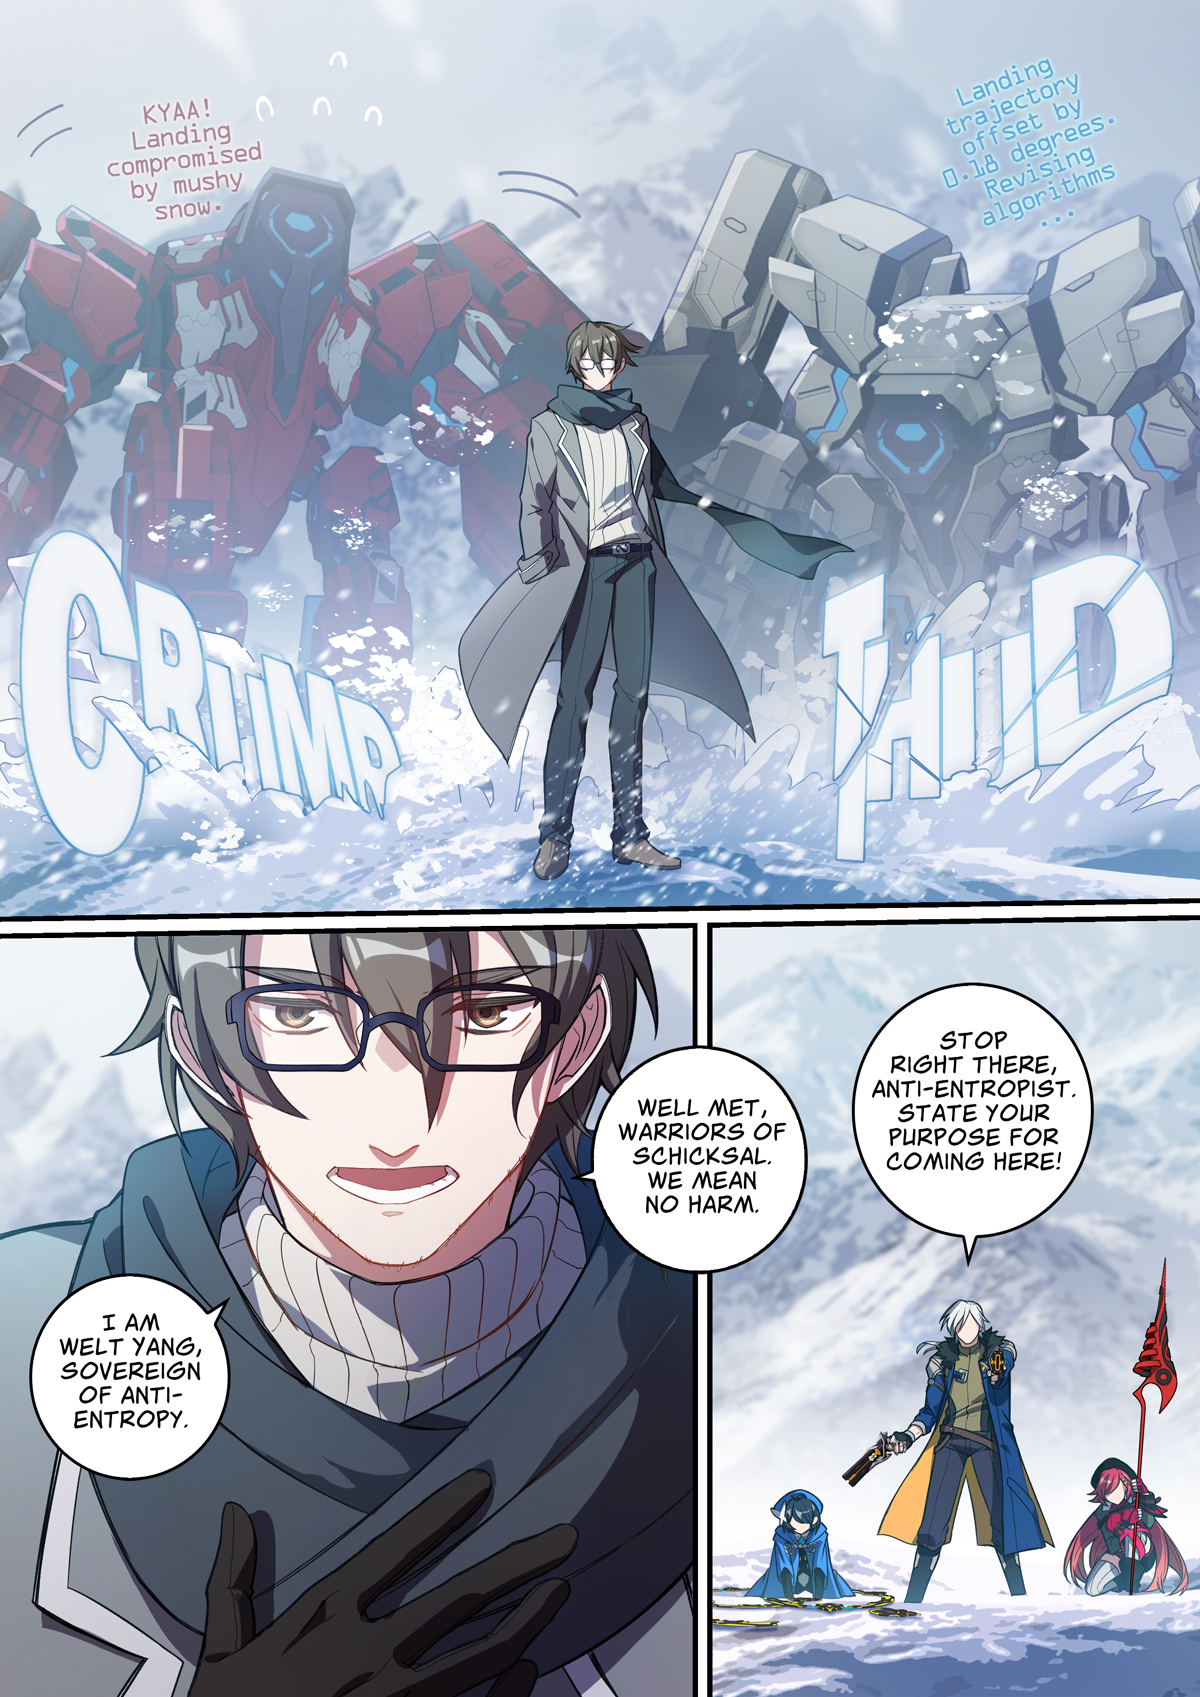 KYAA!
Landing
compromised
by mushy
snow.
Landing
trajectory
offset by
0.18 degrees.
Revising
algorithms
...
CRUMP
THUD
I AM
WELT YANG,
SOVEREIGN
OF ANTI-
ENTROPY.
WELL MET,
WARRIORS OF
SCHICKSAL.
WE MEAN
NO HARM.
STOP
RIGHT THERE,
ANTI-ENTROPIST.
STATE YOUR
PURPOSE FOR
COMING HERE!